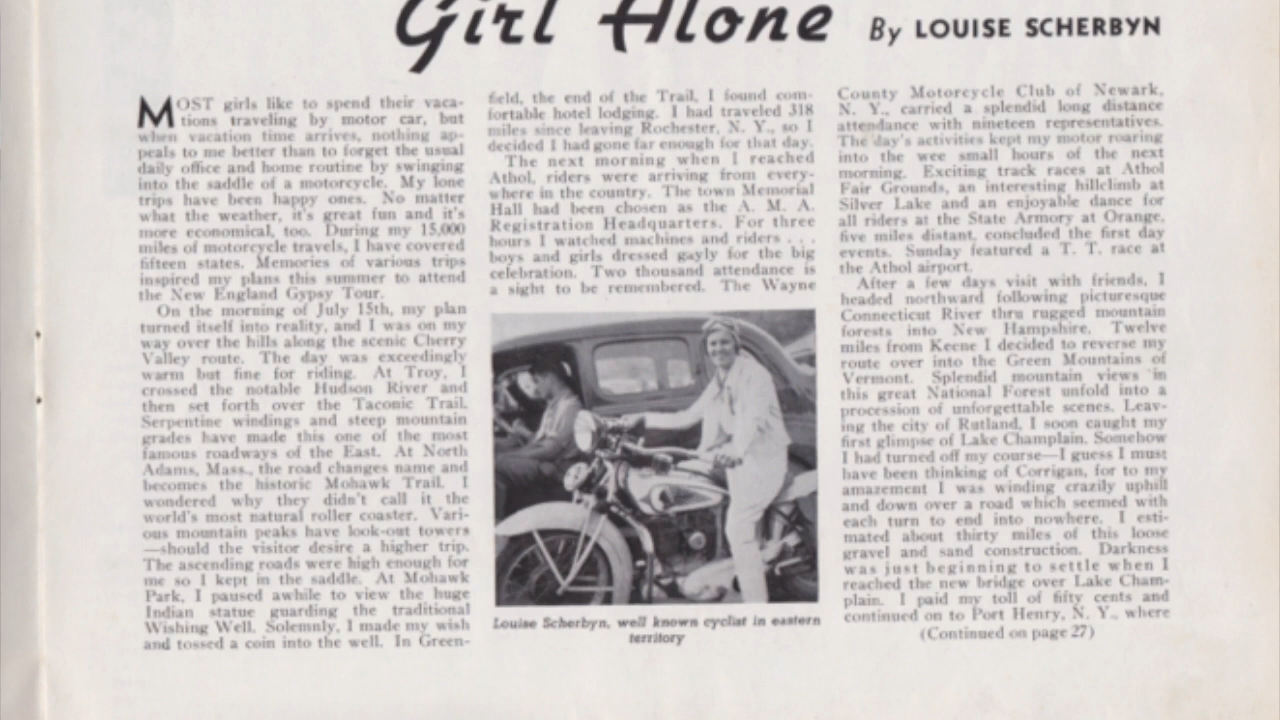 Girl Alone By LOUISE SCHERBYN
MOST girls like to spend their vaca-
tions traveling by motor car, but
when vacation time arrives, nothing ap-
peals to me better than to forget the usual
daily office and home routine by swinging
into the saddle of a motorcycle. My lone
trips have been happy ones. No matter
what the weather, it's great fun and it's
more economical, too. During my 15,000
miles of motorcycle travels, I have covered
fifteen states. Memories of various trips
inspired my plans this summer to attend
the New England Gypsy Tour.
On the morning of July 15th, my plan
turned itself into reality, and I was on my
way over the hills along the scenic Cherry
Valley route. The day was exceedingly
warm but fine for riding. At Troy, I
crossed the notable Hudson River and
then set forth over the Taconic Trail.
Serpentine windings and steep mountain
grades have made this one of the most
famous roadways of the East. At North
Adams, Mass., the road changes name and
becomes the historic Mohawk Trail. I
wondered why they didn't call it the
world's most natural roller coaster. Vari-
ous mountain peaks have look-out towers
—should the visitor desire a higher trip.
The ascending roads were high enough for
me so I kept in the saddle. At Mohawk
Park, I paused awhile to view the huge
Indian statue guarding the traditional
Wishing Well. Solemnly, I made my wish
and tossed a coin into the well. In Green-
field, the end of the Trail, I found com-
fortable hotel lodging. I had traveled 318
miles since leaving Rochester, N. Y., so I
decided I had gone far enough for that day.
The next morning when I reached
Athol, riders were arriving from every-
where in the country. The town Memorial
Hall had been chosen as the A. M. A.
Registration Headquarters. For three
hours I watched machines and riders . . .
boys and girls dressed gayly for the big
celebration. Two thousand attendance is
a sight to be remembered. The Wayne
Louise Scherbyn, well known cyclist in eastern
territory
County Motorcycle Club of Newark,
N. Y., carried a splendid long distance
attendance with nineteen representatives.
The day's activities kept my motor roaring
into the wee small hours of the next
morning. Exciting track races at Athol
Fair Grounds, an interesting hillclimb at
Silver Lake and an enjoyable dance for
all riders at the State Armory at Orange,
five miles distant, concluded the first day
events. Sunday featured a T. T. race at
the Athol airport.
After a few days visit with friends, I
headed northward following picturesque
Connecticut River thru rugged mountain
forests into New Hampshire. Twelve
miles from Keene I decided to reverse my
route over into the Green Mountains of
Vermont. Splendid mountain views in
this great National Forest unfold into a
procession of unforgettable scenes. Leav-
ing the city of Rutland, I soon caught my
first glimpse of Lake Champlain. Somehow
I had turned off my course—I guess I must
have been thinking of Corrigan, for to my
amazement I was winding crazily uphill
and down over a road which seemed with
each turn to end into nowhere. I esti-
mated about thirty miles of this loose
gravel and sand construction. Darkness
was just beginning to settle when I
reached the new bridge over Lake Cham-
plain. I paid my toll of fifty cents and
continued on to Port Henry, N. Y., where
(Continued on page 27)